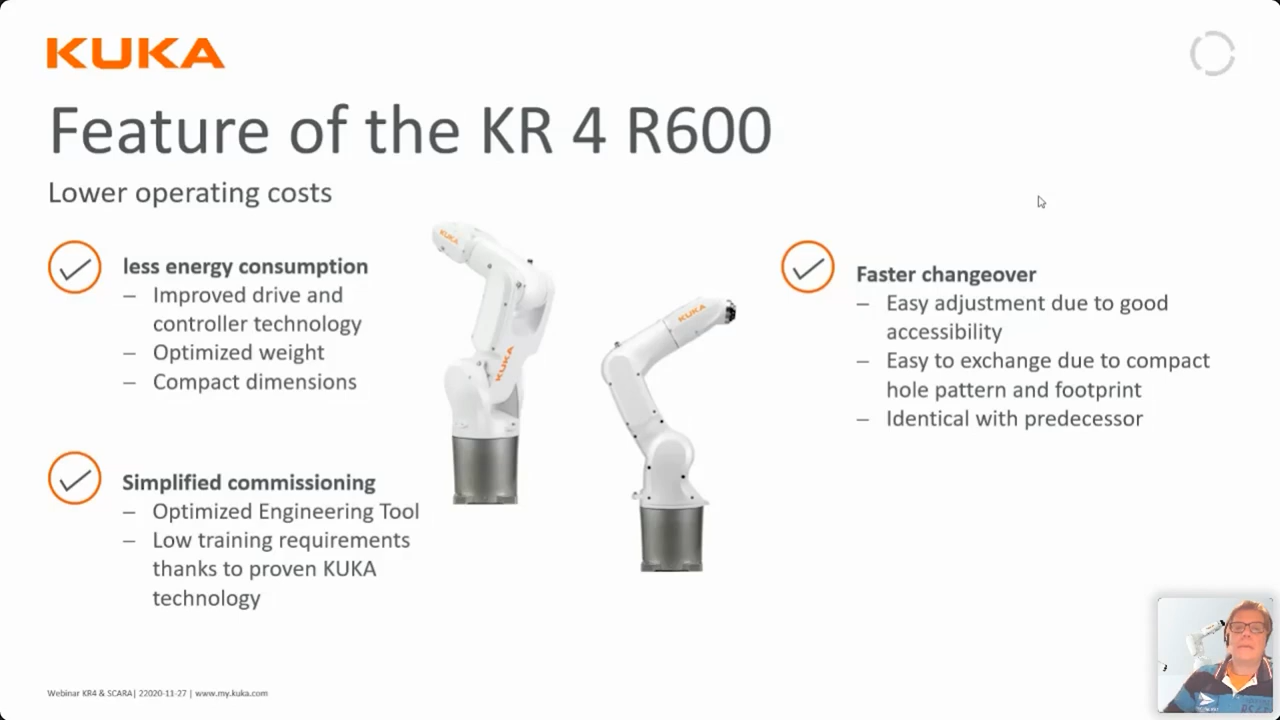 KUKA
Feature of the KR 4 R600
Lower operating costs
less energy consumption
– Improved drive and
controller technology
– Optimized weight
– Compact dimensions
Simplified commissioning
– Optimized Engineering Tool
– Low training requirements
thanks to proven KUKA
technology
KUKA
KUKA
KUKA
Faster changeover
– Easy adjustment due to good
accessibility
– Easy to exchange due to compact
hole pattern and footprint
– Identical with predecessor
Webinar KR4 & SCARA| 22020-11-27 | www.my.kuka.com